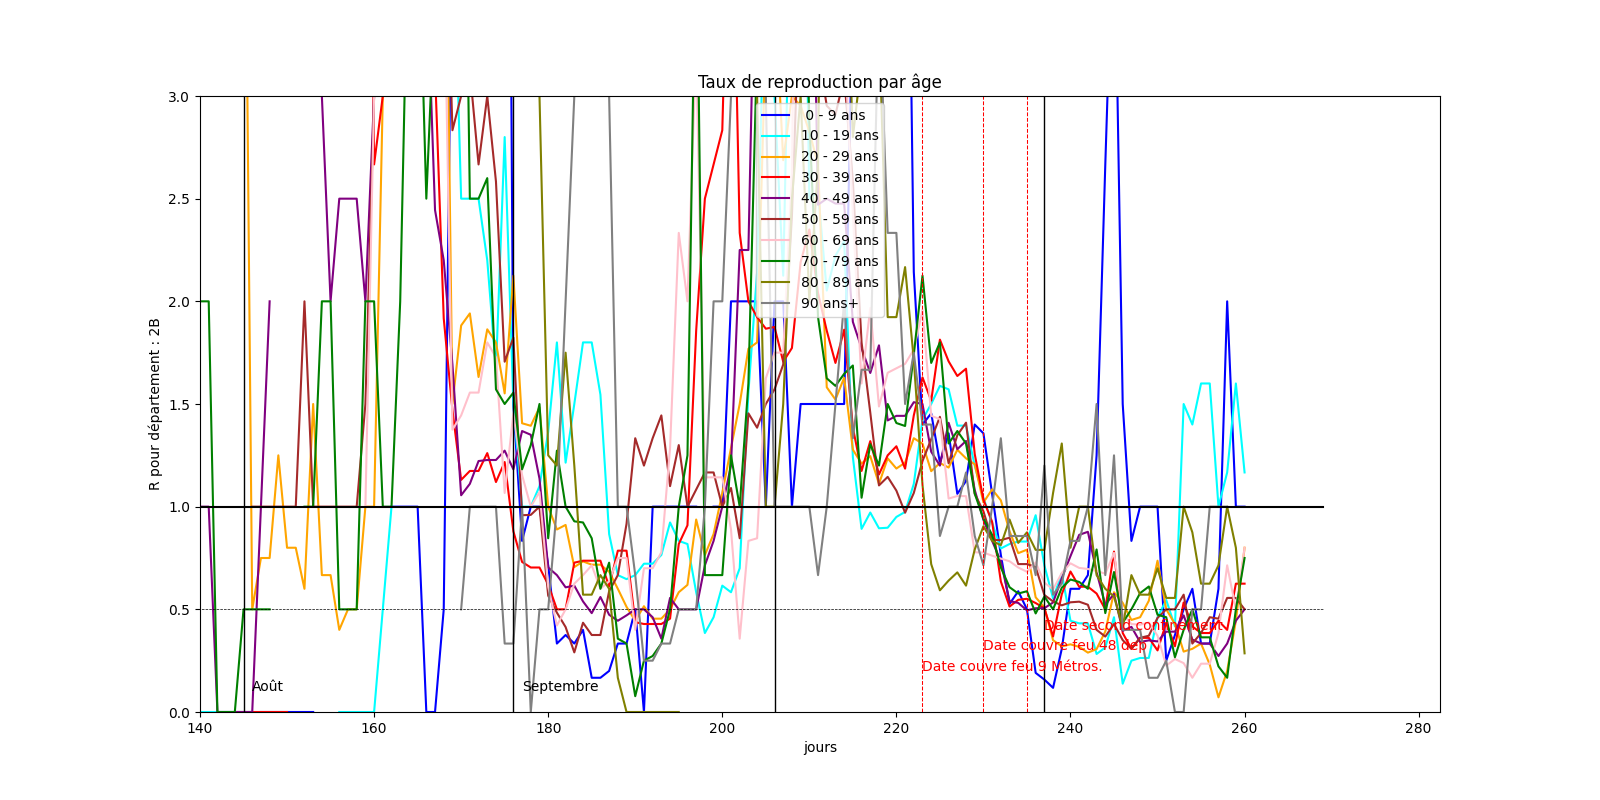 Taux de reproduction par âge
R pour département : 2B
3.0
2.5
2.0
1.5
1.0
0.5
0.0
0 - 9 ans
10 - 19 ans
20 - 29 ans
30 - 39 ans
40 - 49 ans
50 - 59 ans
60 - 69 ans
70 - 79 ans
80 - 89 ans
90 ans+
Date second confinement.
Date couvre feu 48 dép
Date couvre feu 9 Métros.
Août
Septembre
140
160
180
200
220
240
260
280
jours